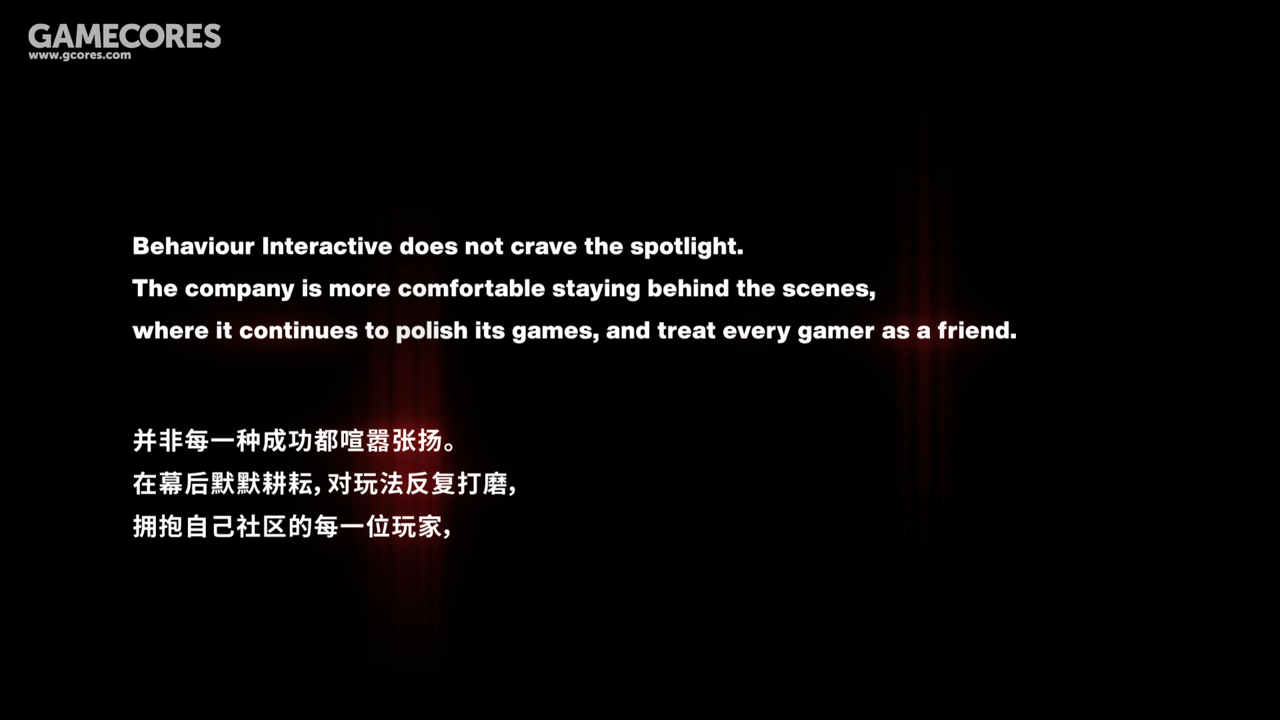 GAMECORES
www.gcores.com
Behaviour Interactive does not crave the spotlight.
The company is more comfortable staying behind the scenes,
where it continues to polish its games, and treat every gamer as a friend.
并非每一种成功都喧嚣张扬。
在幕后默默耕耘，对玩法反复打磨，
拥抱自己社区的每一位玩家，